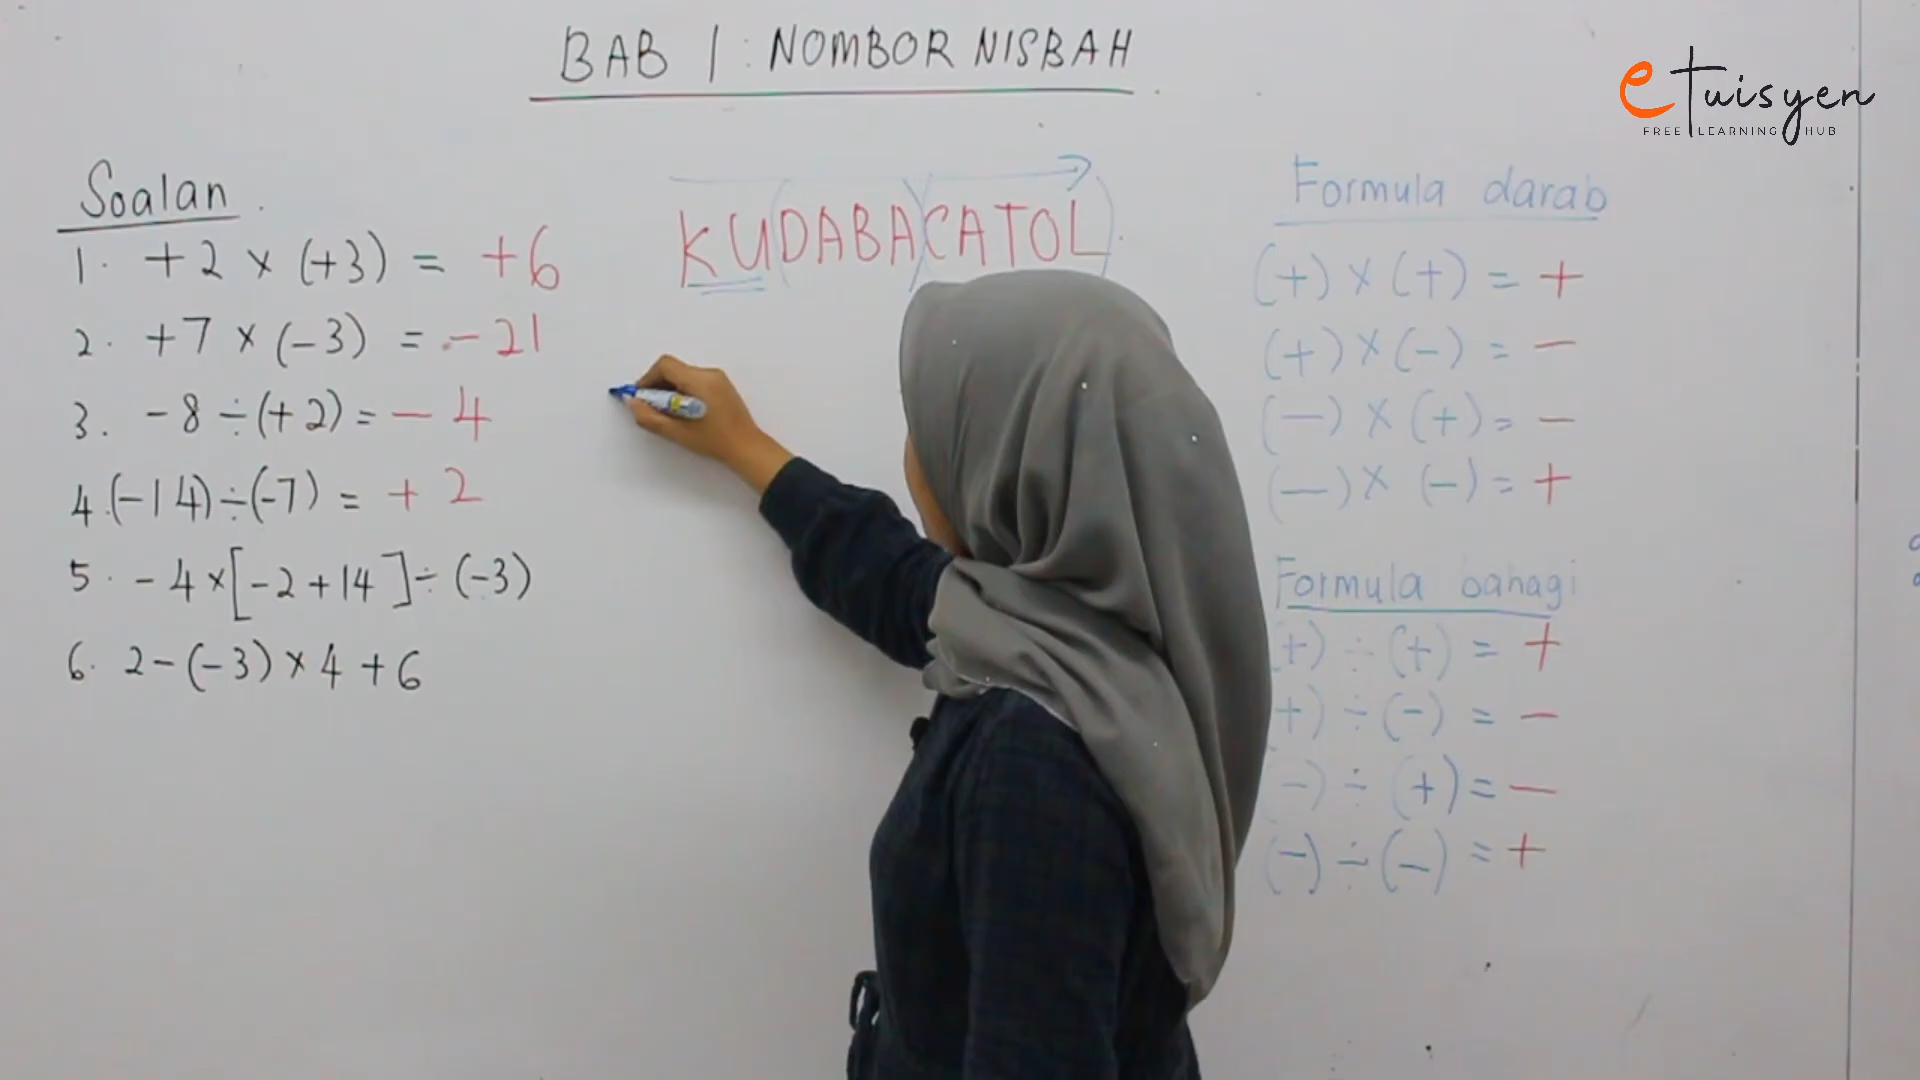 BAB 1 : NOMBOR NISBAH
eTuisyen
FREE LEARNING HUB
Soalan
1. +2 × (+3) = +6
2. +7 × (-3) = -21
3. -8 ÷ (+2) = -4
4. (-14) ÷ (-7) = +2
5. -4 × [-2 + 14] ÷ (-3)
6. 2 - (-3) × 4 + 6
KUDABACATOL
Formula darab
(+) × (+) = +
(+) × (-) = -
(-) × (+) = -
(-) × (-) = +
Formula bahagi
+) ÷ (+) = +
+) ÷ (-) = -
-) ÷ (+) = -
(-) ÷ (-) = +